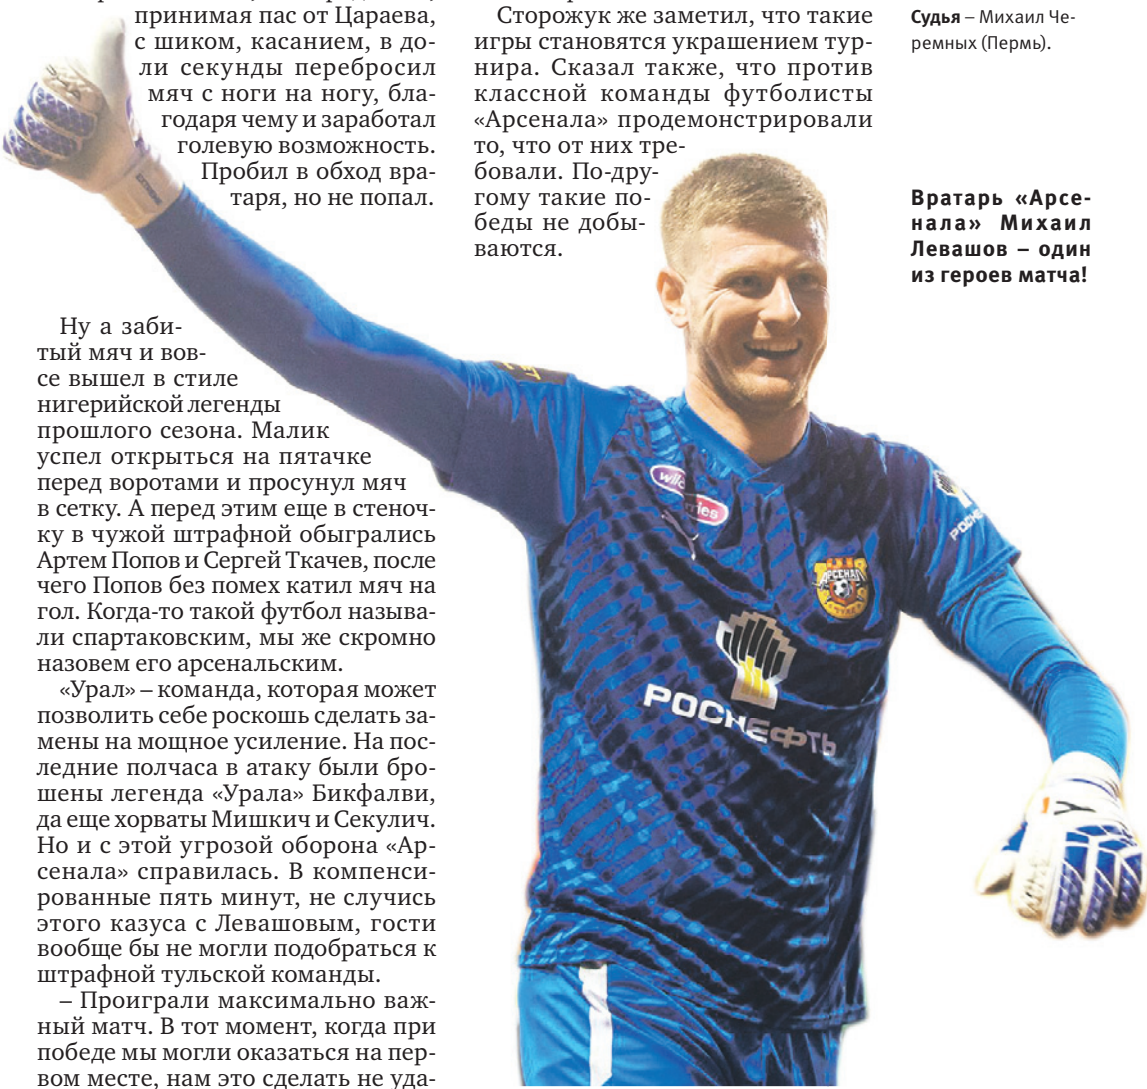 принимая пас от Цараева,
с шиком, касанием, в до-
ли секунды перебросил
мяч с ноги на ногу, бла-
годаря чему и заработал
голевую возможность.
Пробил в обход вра-
таря, но не попал.
Ну а заби-
тый мяч и вов-
се вышел в стиле
нигерийской легенды
прошлого сезона. Малик
успел открыться на пятачке
перед воротами и просунул мяч
в сетку. А перед этим еще в стеноч-
ку в чужой штрафной обыгрались
Артем Попов и Сергей Ткачев, после
чего Попов без помех катил мяч на
гол. Когда-то такой футбол называ-
ли спартаковским, мы же скромно
назовем его арсенальским.
«Урал» – команда, которая может
позволить себе роскошь сделать за-
мены на мощное усиление. На пос-
ледние полчаса в атаку были бро-
шены легенда «Урала» Бикфалви,
да еще хорваты Мишкич и Секулич.
Но и с этой угрозой оборона «Ар-
сенала» справилась. В компенси-
рованные пять минут, не случись
этого казуса с Левашовым, гости
вообще бы не могли подобраться к
штрафной тульской команды.
– Проиграли максимально важ-
ный матч. В тот момент, когда при
победе мы могли оказаться на пер-
вом месте, нам это сделать не уда-
Сторожук же заметил, что такие
игры становятся украшением тур-
нира. Сказал также, что против
классной команды футболисты
«Арсенала» продемонстрировали
то, что от них тре-
бовали. По-дру-
гому такие по-
беды не добы-
ваются.
Судья – Михаил Че-
ремных (Пермь).
Вратарь «Арсе-
нала» Михаил
Левашов – один
из героев матча!
АРСЕНАЛ
РОСНЕФТЬ